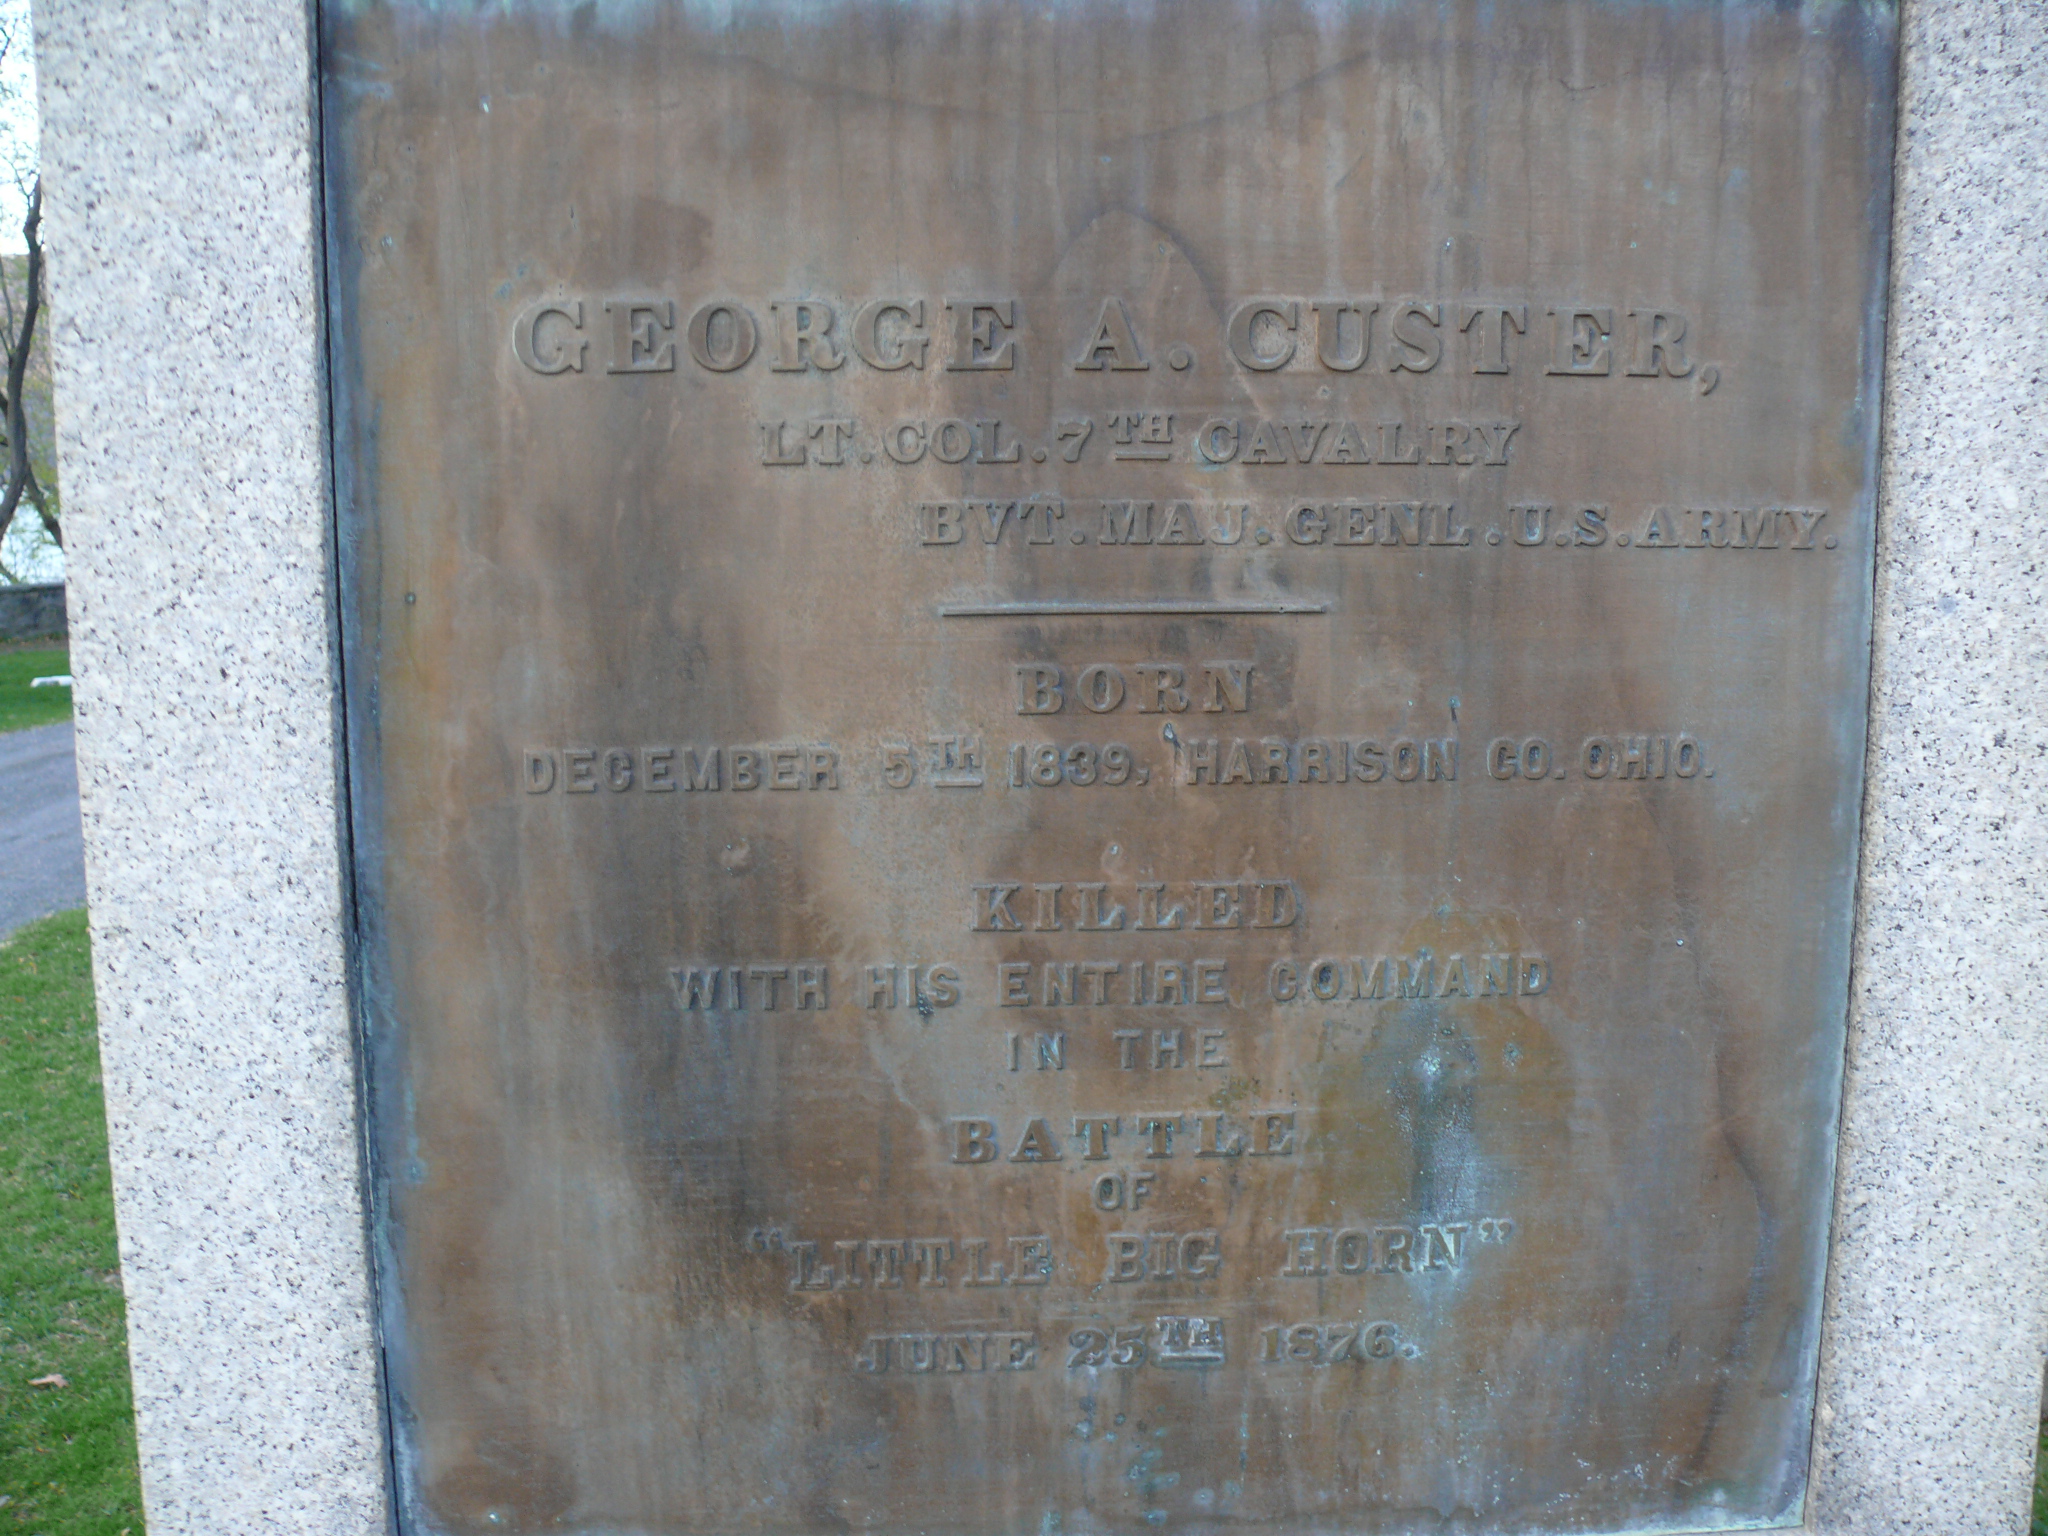 GEORGE A. CUSTER,
LT. COL. 7TH CAVALRY
BVT. MAJ. GENL. U.S. ARMY.
BORN
DECEMBER 5TH 1839, HARRISON CO. OHIO.
KILLED
WITH HIS ENTIRE COMMAND
IN THE
BATTLE
OF
“LITTLE BIG HORN”
JUNE 25TH 1876.